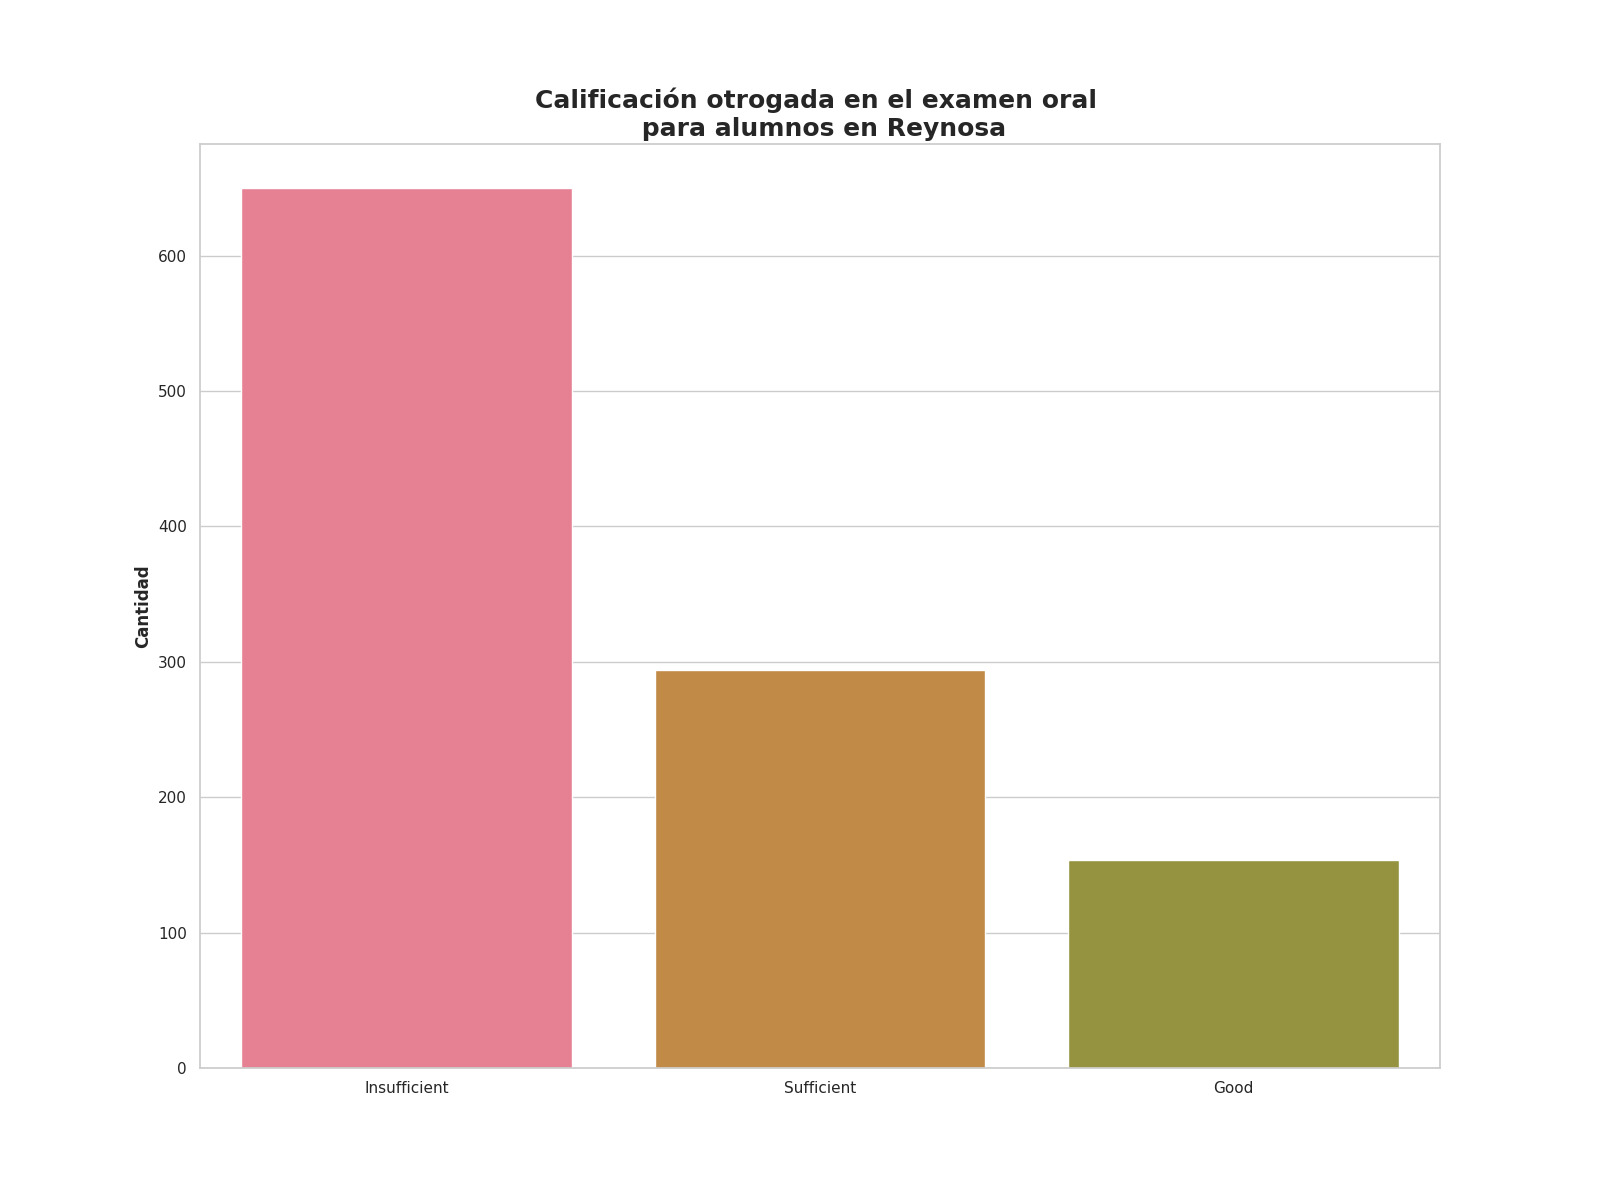 Calificación otrogada en el examen oral
para alumnos en Reynosa
600
500
400
300
200
100
0
Cantidad
Insufficient
Sufficient
Good